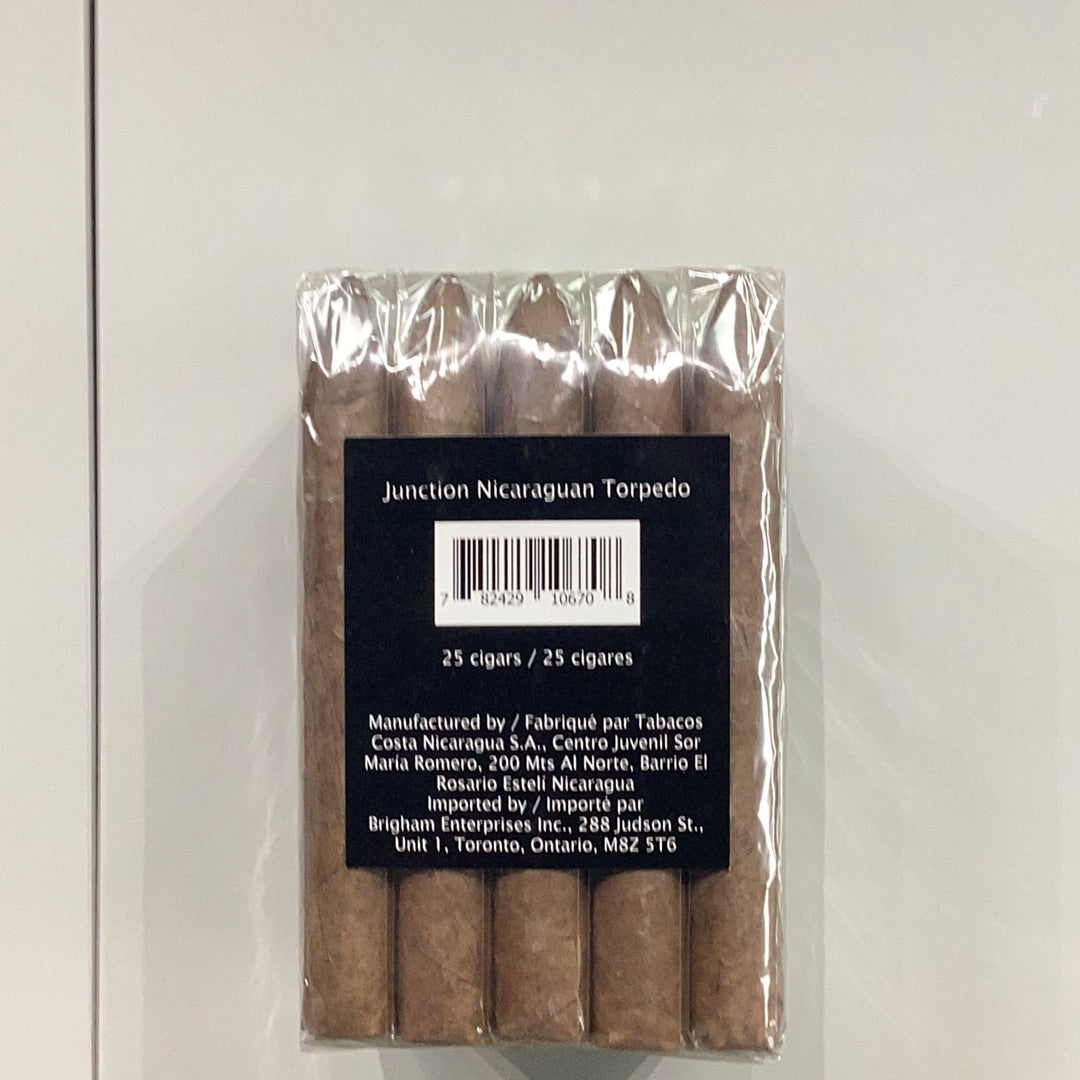 Junction Nicaraguan Torpedo
7 82429 10670 8
25 cigars / 25 cigares
Manufactured by / Fabriqué par Tabacos
Costa Nicaragua S.A., Centro Juvenil Sor
María Romero, 200 Mts Al Norte, Barrio El
Rosario Estelí Nicaragua
Imported by / Importé par
Brigham Enterprises Inc., 288 Judson St.,
Unit 1, Toronto, Ontario, M8Z 5T6